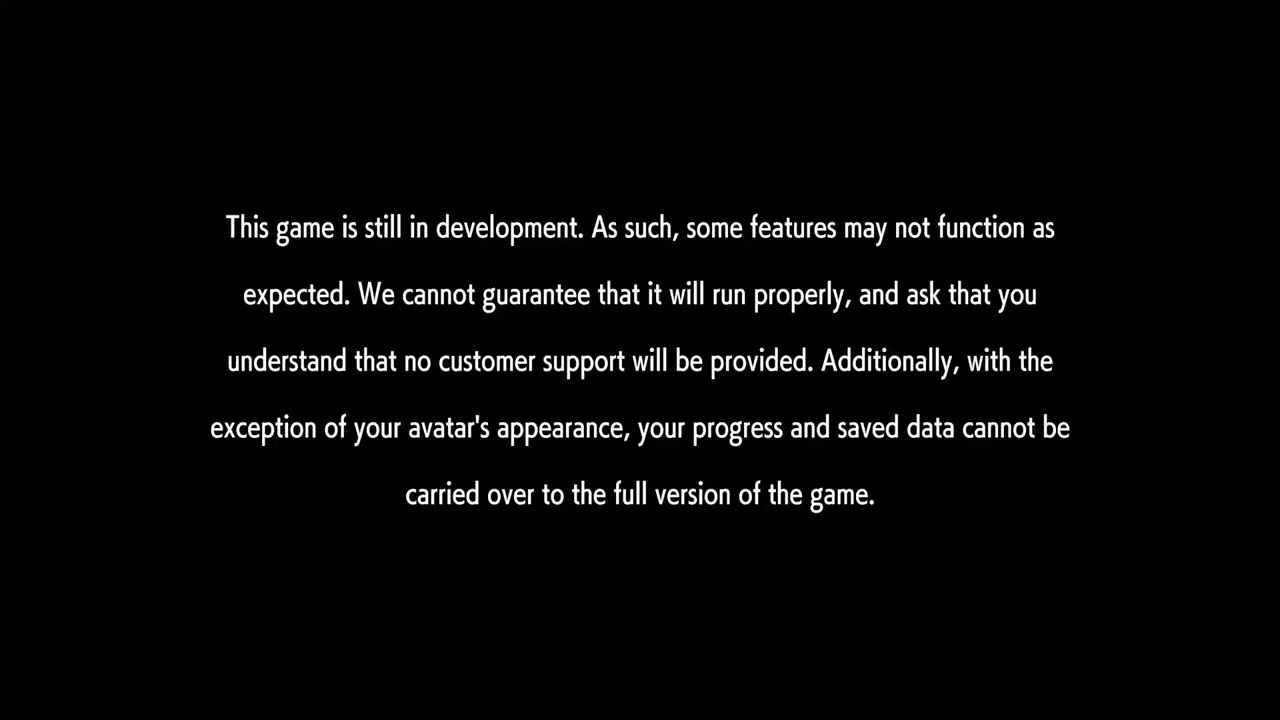 This game is still in development. As such, some features may not function as
expected. We cannot guarantee that it will run properly, and ask that you
understand that no customer support will be provided. Additionally, with the
exception of your avatar's appearance, your progress and saved data cannot be
carried over to the full version of the game.